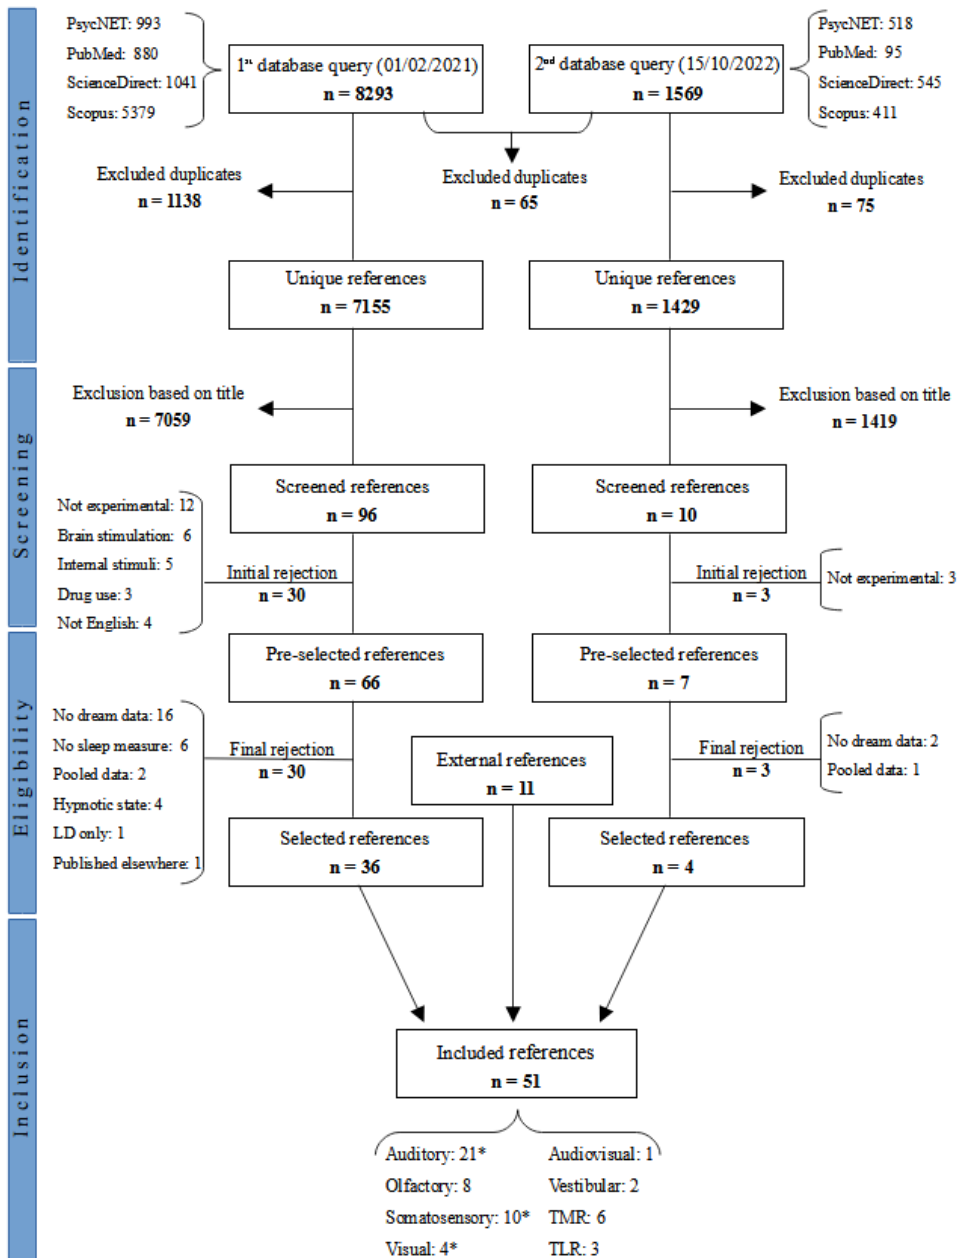 Identification
PsycNET: 993
PubMed: 880
ScienceDirect: 1041
Scopus: 5379
1st database query (01/02/2021)
n = 8293
2nd database query (15/10/2022)
n = 1569
PsycNET: 518
PubMed: 95
ScienceDirect: 545
Scopus: 411
Excluded duplicates
n = 1138
Excluded duplicates
n = 65
Excluded duplicates
n = 75
Unique references
n = 7155
Unique references
n = 1429
Screening
Exclusion based on title
n = 7059
Exclusion based on title
n = 1419
Screened references
n = 96
Screened references
n = 10
Not experimental: 12
Brain stimulation: 6
Internal stimuli: 5
Drug use: 3
Not English: 4
Initial rejection
n = 30
Initial rejection
n = 3
Not experimental: 3
Eligibility
Pre-selected references
n = 66
Pre-selected references
n = 7
No dream data: 16
No sleep measure: 6
Pooled data: 2
Hypnotic state: 4
LD only: 1
Published elsewhere: 1
Final rejection
n = 30
External references
n = 11
Final rejection
n = 3
No dream data: 2
Pooled data: 1
Selected references
n = 36
Selected references
n = 4
Inclusion
Included references
n = 51
Auditory: 21*
Olfactory: 8
Somatosensory: 10*
Visual: 4*
Audiovisual: 1
Vestibular: 2
TMR: 6
TLR: 3